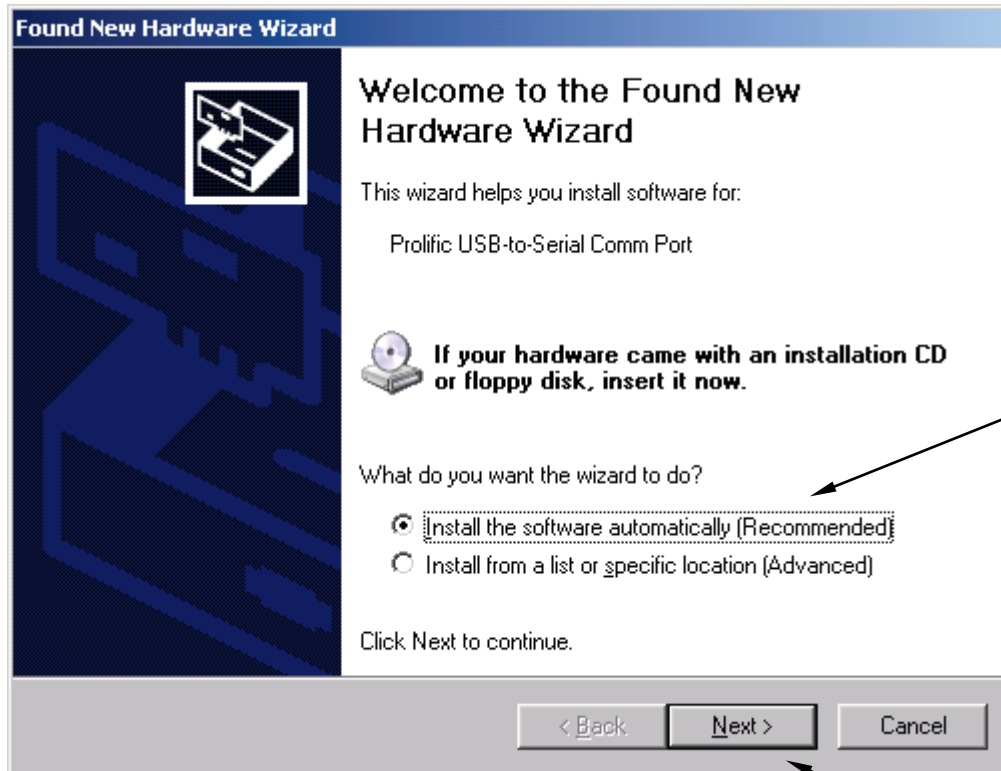 Found New Hardware Wizard
Welcome to the Found New
Hardware Wizard
This wizard helps you install software for:
Prolific USB-to-Serial Comm Port
If your hardware came with an installation CD
or floppy disk, insert it now.
What do you want the wizard to do?
Install the software automatically (Recommended)
Install from a list or specific location (Advanced)
Click Next to continue.
< Back Next > Cancel